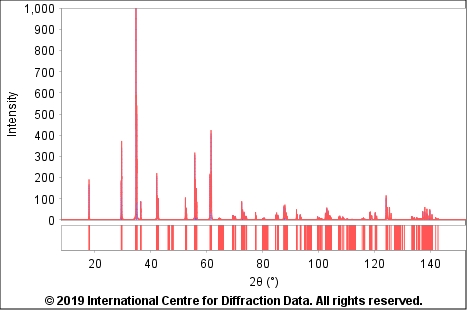 1,000
900
800
700
600
500
400
300
200
100
0
Intensity
20 40 60 80 100 120 140
2θ (°)
© 2019 International Centre for Diffraction Data. All rights reserved.